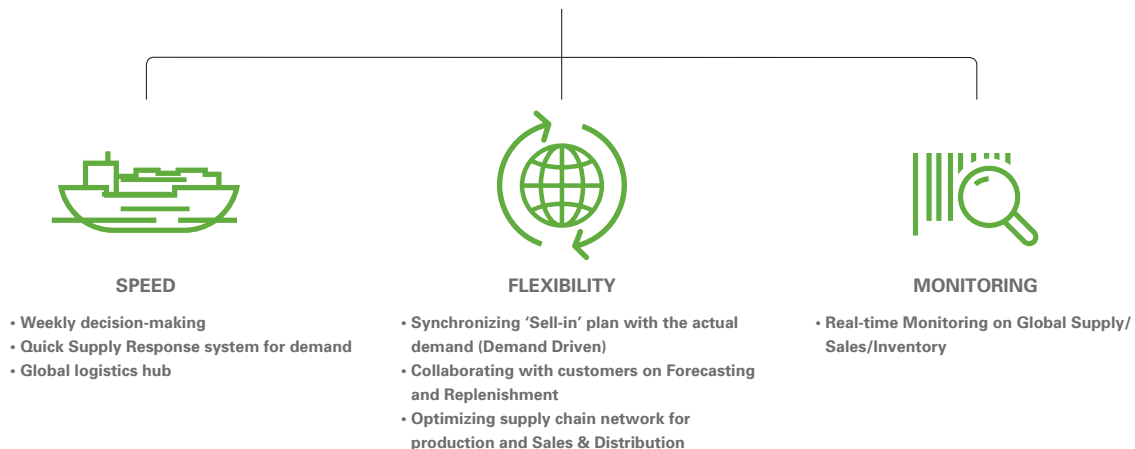 SPEED
• Weekly decision-making
• Quick Supply Response system for demand
• Global logistics hub
FLEXIBILITY
• Synchronizing ‘Sell-in’ plan with the actual
demand (Demand Driven)
• Collaborating with customers on Forecasting
and Replenishment
• Optimizing supply chain network for
production and Sales & Distribution
MONITORING
• Real-time Monitoring on Global Supply/
Sales/Inventory